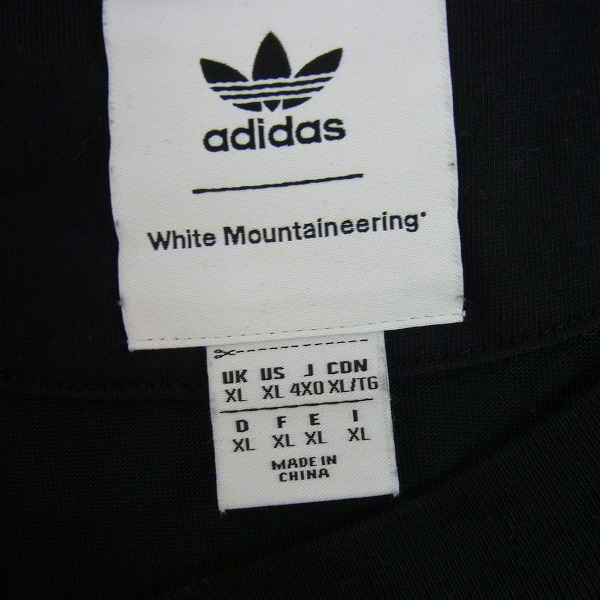 adidas
White Mountaineering®
UK US J CDN
XL XL 4XO XL/TG
D F E I
XL XL XL XL
MADE IN
CHINA